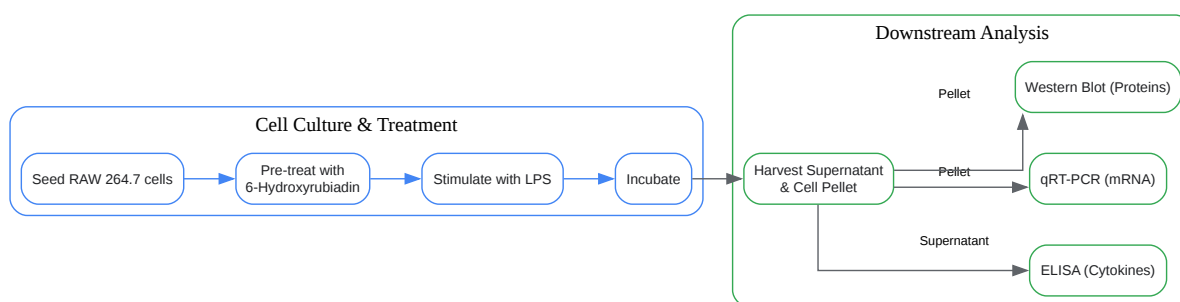 Downstream Analysis
Western Blot (Proteins)
Pellet
Cell Culture & Treatment
Seed RAW 264.7 cells
Pre-treat with
6-Hydroxyrubiadin
Stimulate with LPS
Incubate
Harvest Supernatant
& Cell Pellet
Pellet
qRT-PCR (mRNA)
Supernatant
ELISA (Cytokines)